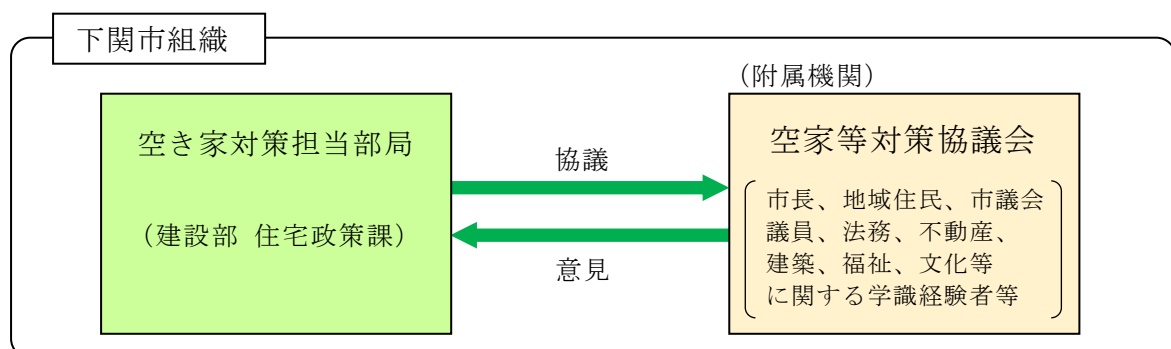 下関市組織
(附属機関)
空き家対策担当部局
(建設部 住宅政策課)
協議
意見
空家等対策協議会
市長、地域住民、市議会
議員、法務、不動産、
建築、福祉、文化等
に関する学識経験者等